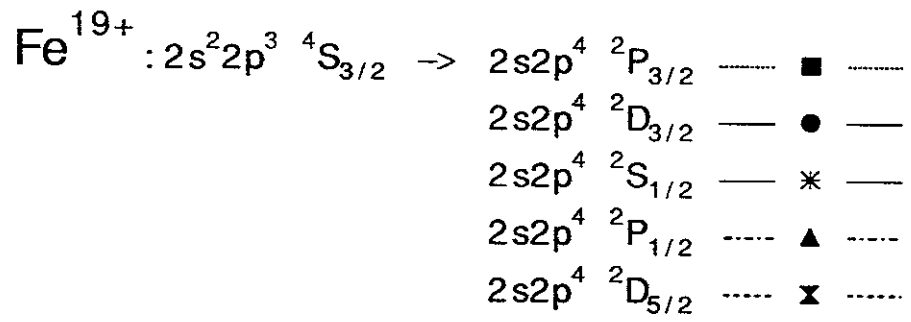 Fe¹⁹⁺ : 2s²2p³ ⁴S₃/₂ -> 2s2p⁴ ²P₃/₂
2s2p⁴ ²D₃/₂
2s2p⁴ ²S₁/₂
2s2p⁴ ²P₁/₂
2s2p⁴ ²D₅/₂